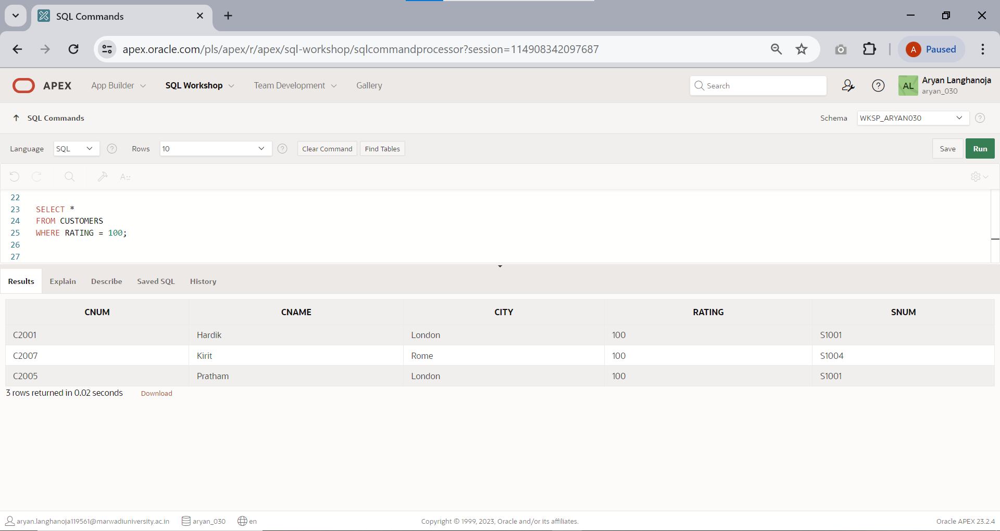 SQL Commands
apex.oracle.com/pls/apex/r/apex/sql-workshop/sqlcommandprocessor?session=114908342097687
A Paused
APEX App Builder SQL Workshop Team Development Gallery
Search
AL
Aryan Langhanoja
aryan_030
SQL Commands
Schema WKSP_ARYAN030 ?
Language SQL ? Rows 10 ? Clear Command Find Tables Save Run
22
23 SELECT *
24 FROM CUSTOMERS
25 WHERE RATING = 100;
26
27
Results Explain Describe Saved SQL History
CNUM CNAME CITY RATING SNUM
C2001 Hardik London 100 S1001
C2007 Kirit Rome 100 S1004
C2005 Pratham London 100 S1001
3 rows returned in 0.02 seconds Download
aryan.langhanoja119561@marwadiuniversity.ac.in aryan_030 en
Copyright © 1999, 2023, Oracle and/or its affiliates.
Oracle APEX 23.2.4